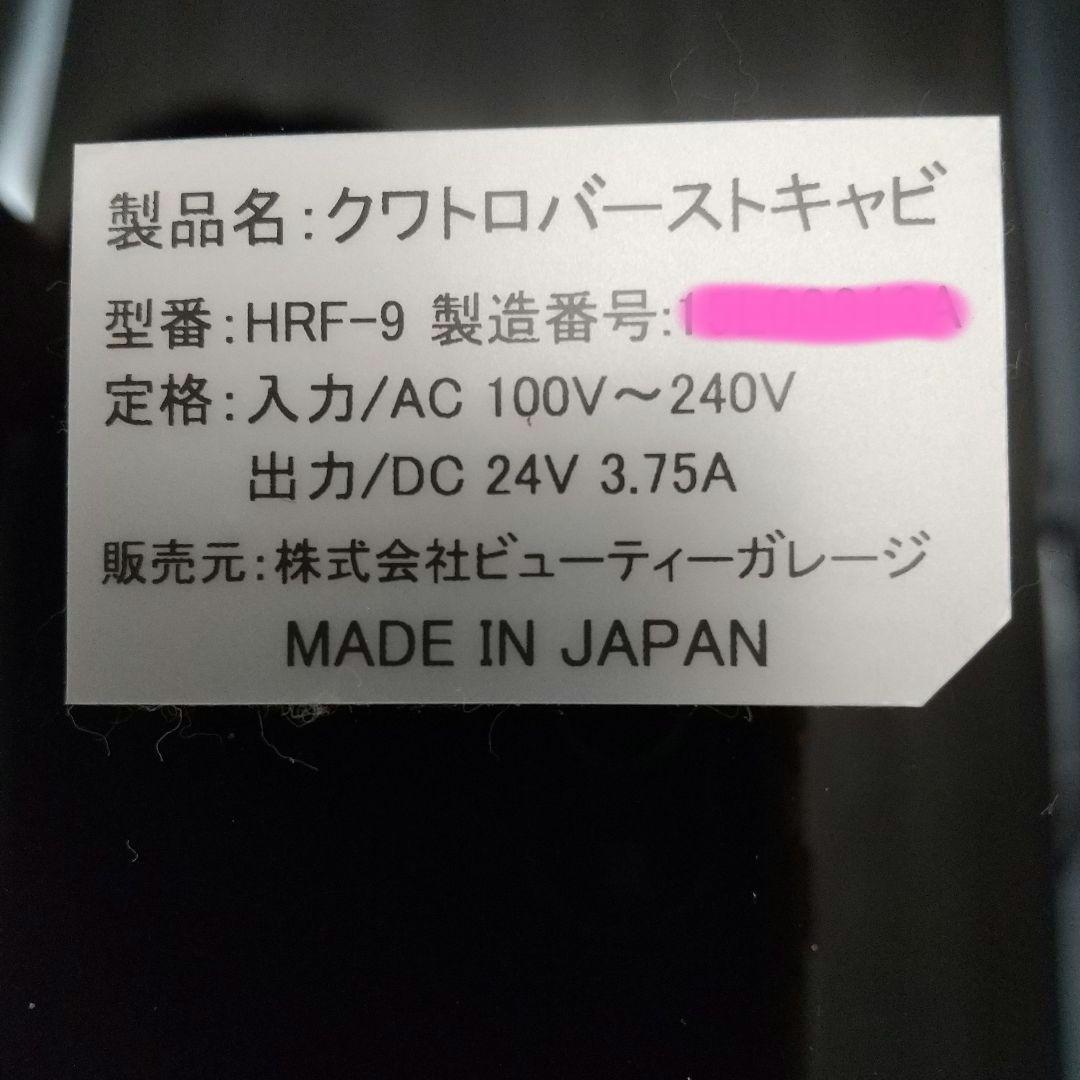 製品名:クワトロバーストキャビ
型番:HRF-9 製造番号:
定格:入力/AC 100V～240V
出力/DC 24V 3.75A
販売元:株式会社ビューティーガレージ
MADE IN JAPAN